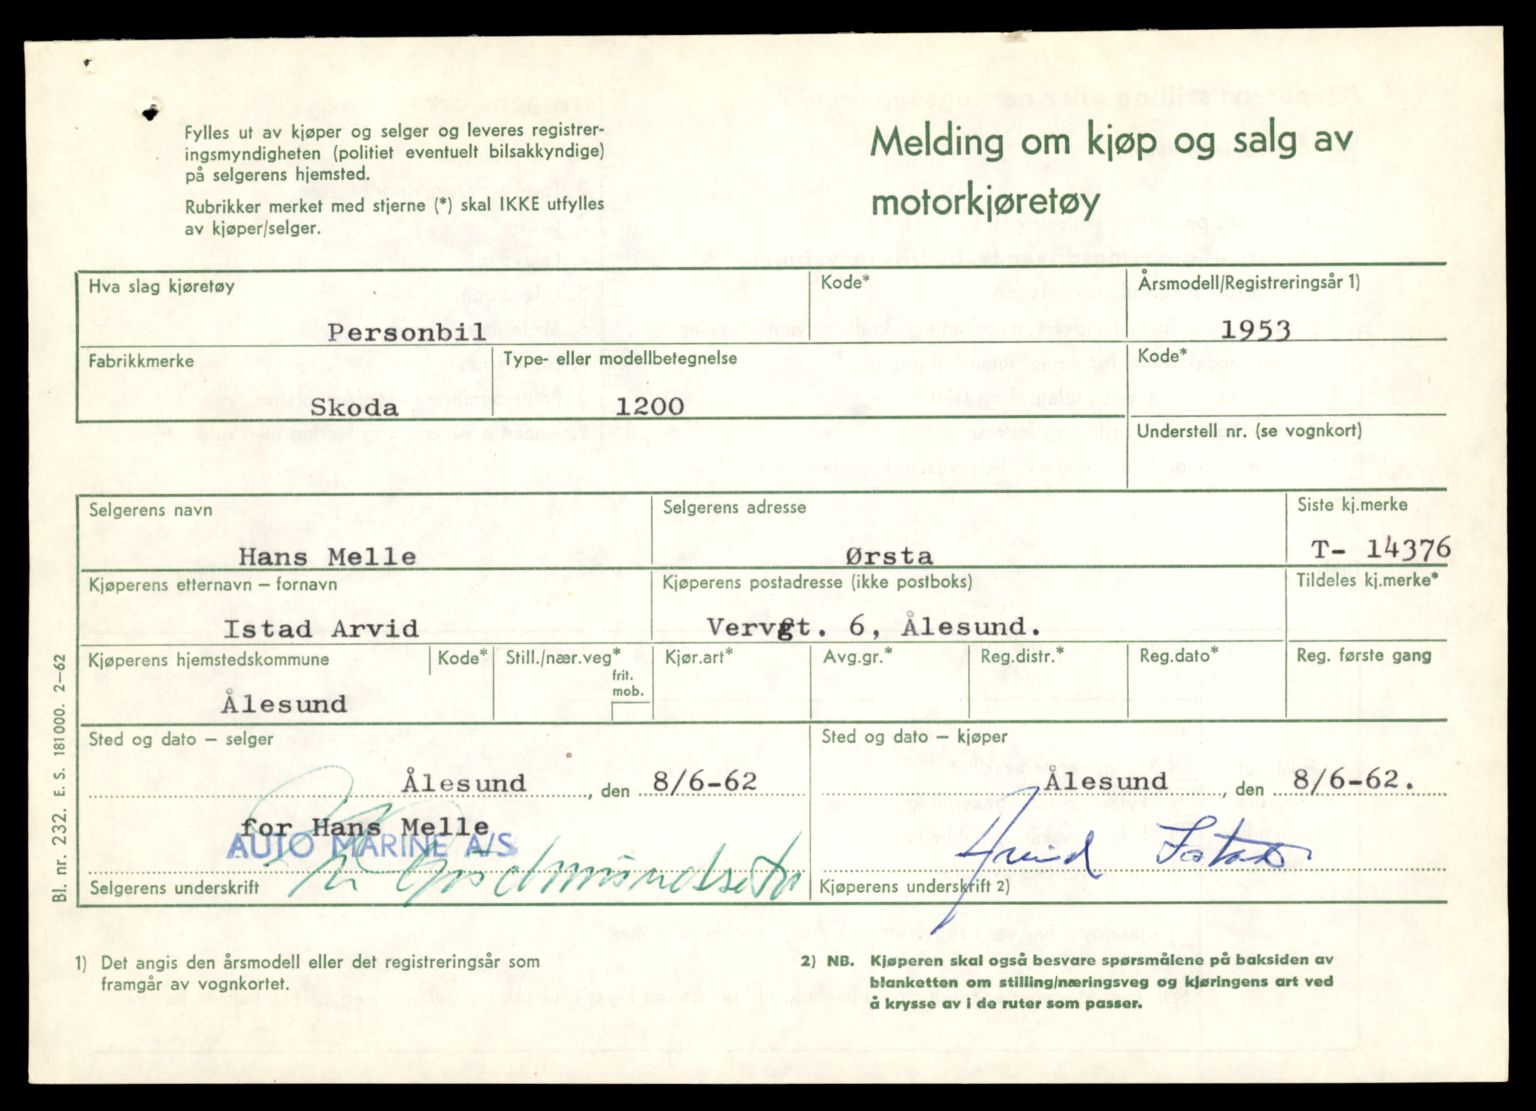 Fylles ut av kjøper og selger og leveres registrer-
ingsmyndigheten (politiet eventuelt bilsakkyndige)
på selgerens hjemsted.
Rubrikker merket med stjerne (*) skal IKKE utfylles
av kjøper/selger.
Melding om kjøp og salg av
motorkjøretøy
Hva slag kjøretøy
Kode*
Årsmodell/Registreringsår 1)
Personbil
1953
Fabrikkmerke
Type- eller modellbetegnelse
Kode*
Skoda
1200
Understell nr. (se vognkort)
Selgerens navn
Selgerens adresse
Siste kj.merke
Hans Melle
Ørsta
T- 14376
Kjøperens etternavn – fornavn
Kjøperens postadresse (ikke postboks)
Tildeles kj.merke*
Istad Arvid
Vervgt. 6, Ålesund.
Kjøperens hjemstedskommune
Kode*
Still./nær.veg*
frit.
mob.
Kjør.art*
Avg.gr.*
Reg.distr.*
Reg.dato*
Reg. første gang
Ålesund
Sted og dato – selger
Sted og dato – kjøper
Ålesund, den 8/6-62
Ålesund, den 8/6-62.
for Hans Melle
AUTO MARINE A/S
Arvid Istad
Selgerens underskrift
Kjøperens underskrift 2)
1) Det angis den årsmodell eller det registreringsår som
framgår av vognkortet.
2) NB. Kjøperen skal også besvare spørsmålene på baksiden av
blanketten om stilling/næringsveg og kjøringens art ved
å krysse av i de ruter som passer.
Bl. nr. 232. E. S. 181 000. 2–62